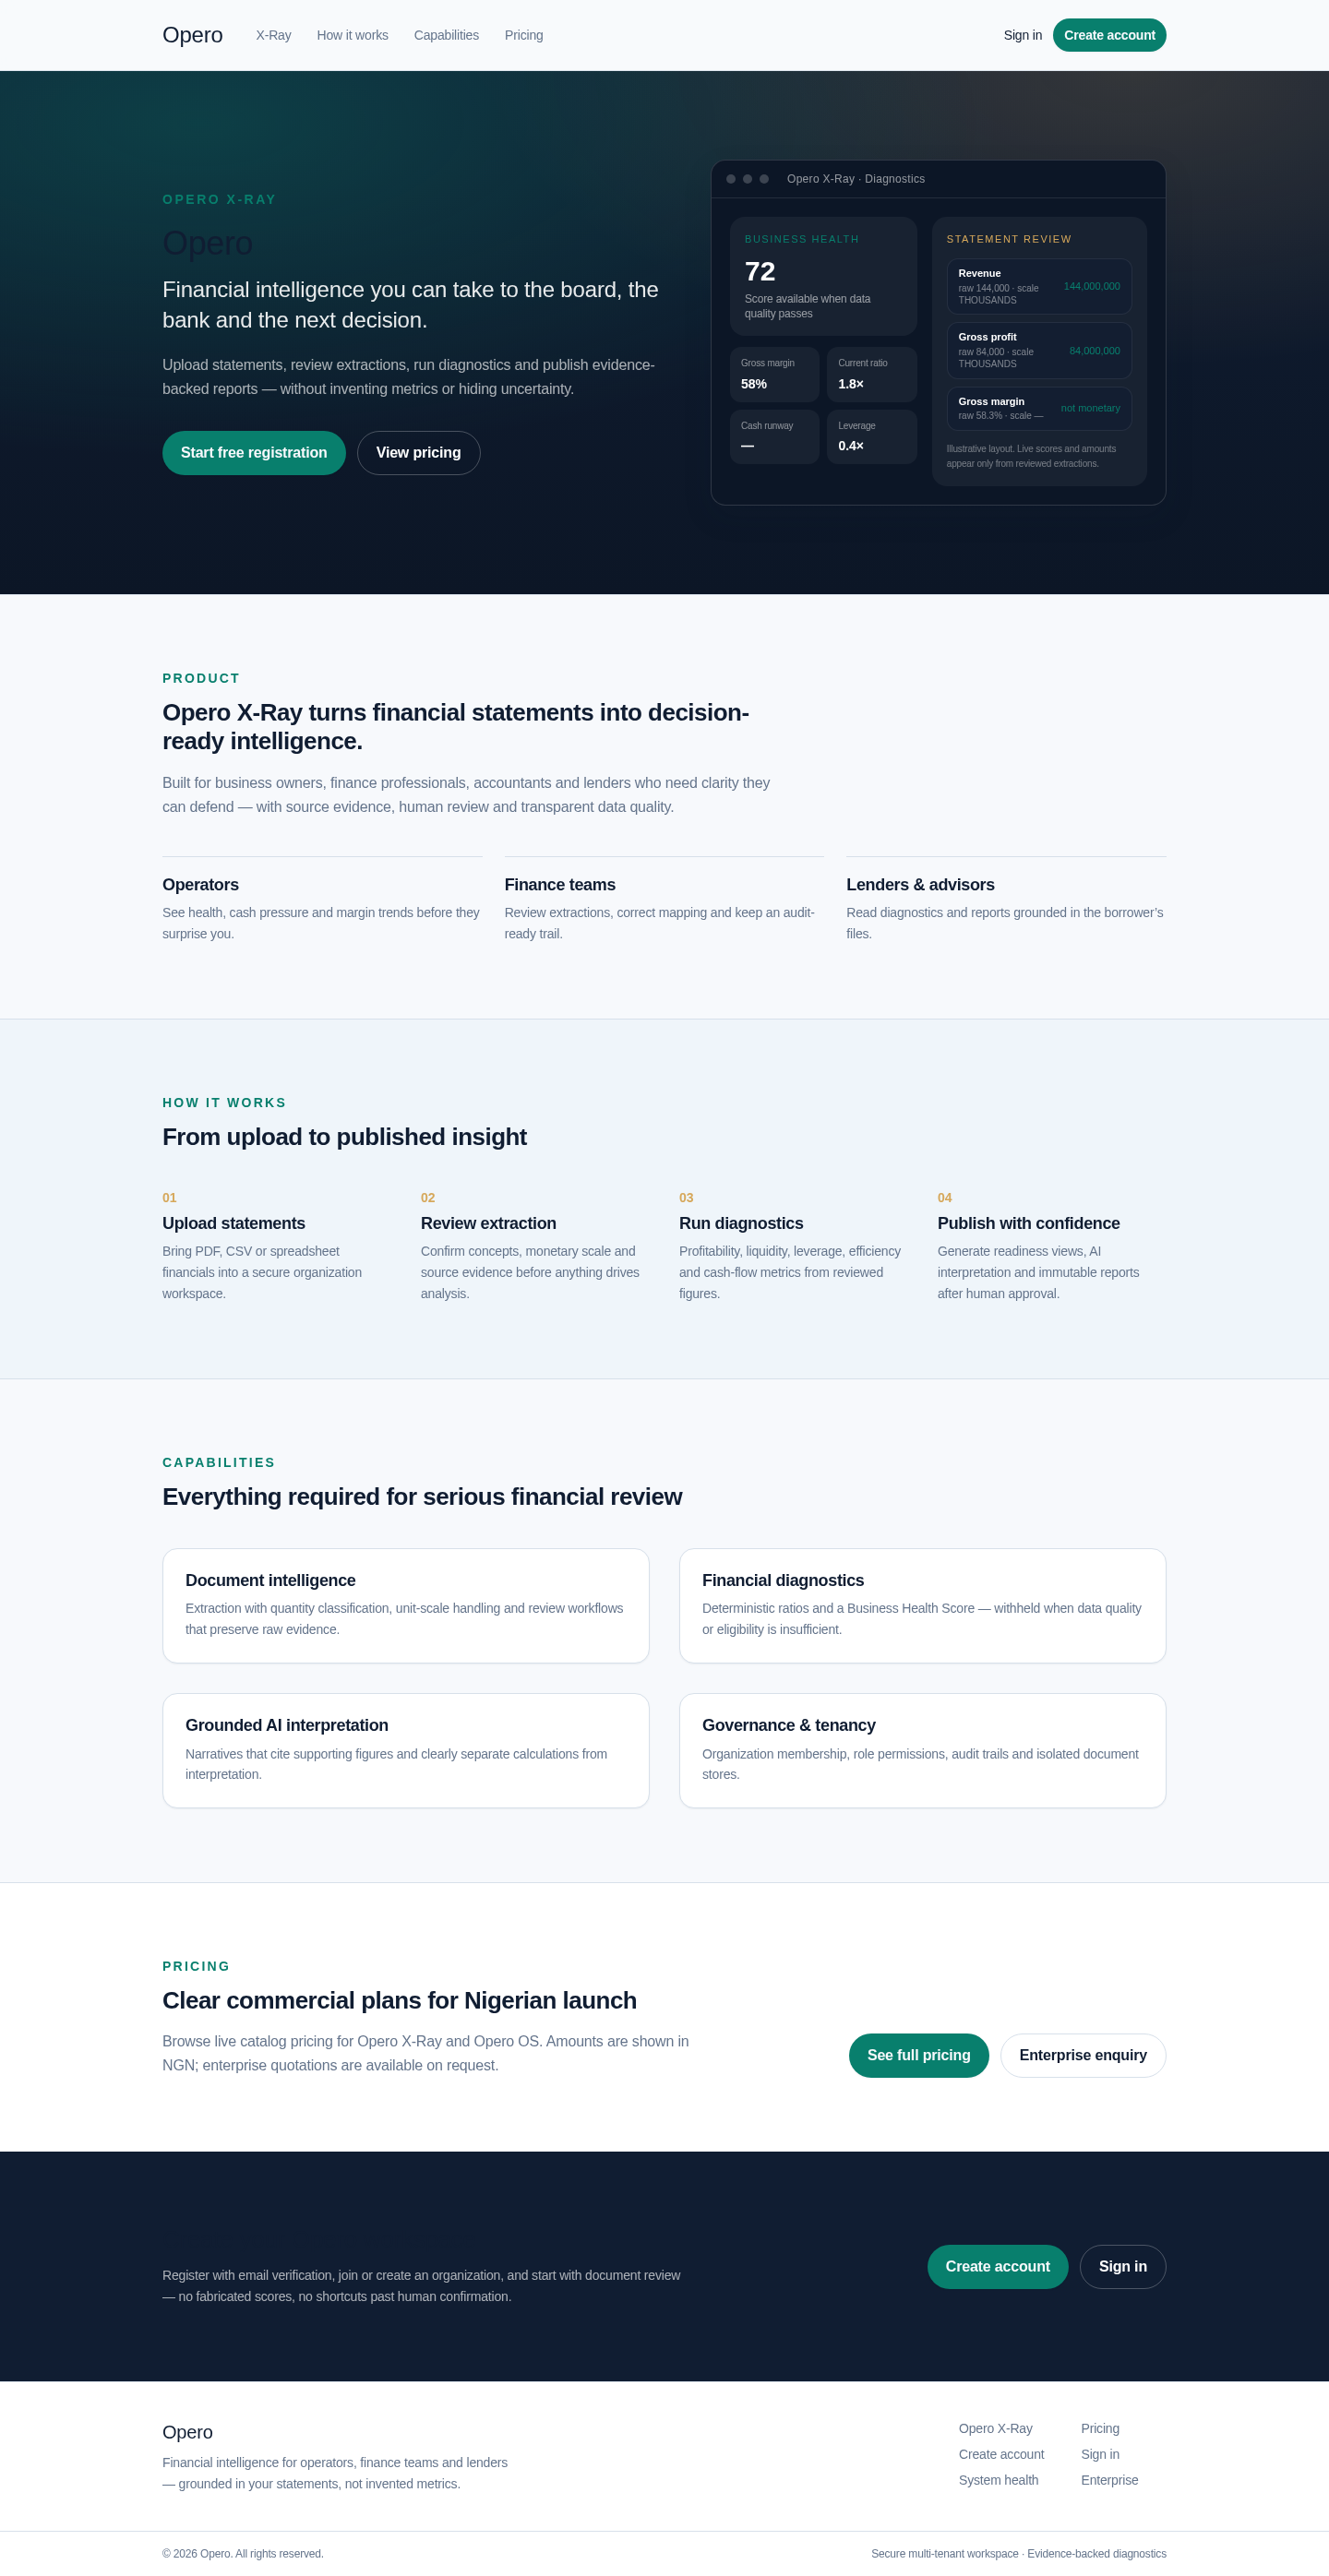 Opero
X-Ray
How it works
Capabilities
Pricing
Sign in
Create account
OPERO X-RAY
Opero
Financial intelligence you can take to the board, the
bank and the next decision.
Upload statements, review extractions, run diagnostics and publish evidence-
backed reports — without inventing metrics or hiding uncertainty.
Start free registration
View pricing
Opero X-Ray · Diagnostics
BUSINESS HEALTH
72
Score available when data
quality passes
Gross margin
58%
Current ratio
1.8×
Cash runway
—
Leverage
0.4×
STATEMENT REVIEW
Revenue
raw 144,000 · scale
THOUSANDS
144,000,000
Gross profit
raw 84,000 · scale
THOUSANDS
84,000,000
Gross margin
raw 58.3% · scale —
not monetary
Illustrative layout. Live scores and amounts
appear only from reviewed extractions.
PRODUCT
Opero X-Ray turns financial statements into decision-
ready intelligence.
Built for business owners, finance professionals, accountants and lenders who need clarity they
can defend — with source evidence, human review and transparent data quality.
Operators
See health, cash pressure and margin trends before they
surprise you.
Finance teams
Review extractions, correct mapping and keep an audit-
ready trail.
Lenders & advisors
Read diagnostics and reports grounded in the borrower’s
files.
HOW IT WORKS
From upload to published insight
01
Upload statements
Bring PDF, CSV or spreadsheet
financials into a secure organization
workspace.
02
Review extraction
Confirm concepts, monetary scale and
source evidence before anything drives
analysis.
03
Run diagnostics
Profitability, liquidity, leverage, efficiency
and cash-flow metrics from reviewed
figures.
04
Publish with confidence
Generate readiness views, AI
interpretation and immutable reports
after human approval.
CAPABILITIES
Everything required for serious financial review
Document intelligence
Extraction with quantity classification, unit-scale handling and review workflows
that preserve raw evidence.
Financial diagnostics
Deterministic ratios and a Business Health Score — withheld when data quality
or eligibility is insufficient.
Grounded AI interpretation
Narratives that cite supporting figures and clearly separate calculations from
interpretation.
Governance & tenancy
Organization membership, role permissions, audit trails and isolated document
stores.
PRICING
Clear commercial plans for Nigerian launch
Browse live catalog pricing for Opero X-Ray and Opero OS. Amounts are shown in
NGN; enterprise quotations are available on request.
See full pricing
Enterprise enquiry
Register with email verification, join or create an organization, and start with document review
— no fabricated scores, no shortcuts past human confirmation.
Create account
Sign in
Opero
Financial intelligence for operators, finance teams and lenders
— grounded in your statements, not invented metrics.
Opero X-Ray
Create account
System health
Pricing
Sign in
Enterprise
© 2026 Opero. All rights reserved.
Secure multi-tenant workspace · Evidence-backed diagnostics